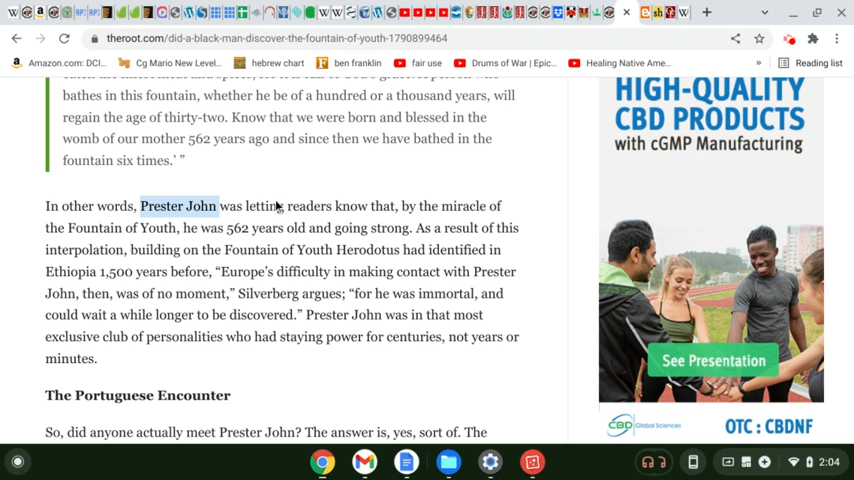 theroot.com/did-a-black-man-discover-the-fountain-of-youth-1790899464
Amazon.com: DCI...
Cg Mario New Level...
hebrew chart
ben franklin
fair use
Drums of War | Epic...
Healing Native Ame...
»
Reading list
bathes in this fountain, whether he be of a hundred or a thousand years, will
regain the age of thirty-two. Know that we were born and blessed in the
womb of our mother 562 years ago and since then we have bathed in the
fountain six times.’ ”
In other words, Prester John was letting readers know that, by the miracle of
the Fountain of Youth, he was 562 years old and going strong. As a result of this
interpolation, building on the Fountain of Youth Herodotus had identified in
Ethiopia 1,500 years before, “Europe’s difficulty in making contact with Prester
John, then, was of no moment,” Silverberg argues; “for he was immortal, and
could wait a while longer to be discovered.” Prester John was in that most
exclusive club of personalities who had staying power for centuries, not years or
minutes.
The Portuguese Encounter
So, did anyone actually meet Prester John? The answer is, yes, sort of. The
HIGH-QUALITY
CBD PRODUCTS
with cGMP Manufacturing
See Presentation
CBD Global Sciences
OTC : CBDNF
2:04